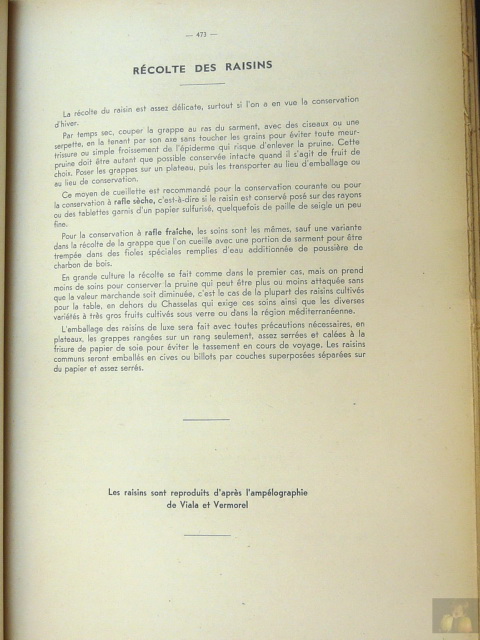 — 471 —
RÉCOLTE DES RAISINS
La récolte du raisin est assez délicate, surtout si l'on a en vue la conservation
d'hiver.
Par temps sec, couper la grappe au ras du sarment, avec des ciseaux ou une
serpette, en la tenant par son axe sans toucher les grains pour éviter toute meur-
trissure ou simple froissement de l'épiderme qui risque d'enlever la pruine. Cette
pruine doit être autant que possible conservée intacte quand il s'agit de fruit de
choix. Poser les grappes sur un plateau, puis les transporter au lieu d'emballage ou
au lieu de conservation.
Ce moyen de cueillette est recommandé pour la conservation courante ou pour
la conservation à rafle sèche, c'est-à-dire si le raisin est conservé posé sur des rayons
ou des tablettes garnis d'un papier sulfurisé, quelquefois de paille de seigle un peu
fine.
Pour la conservation à rafle fraîche, les soins sont les mêmes, sauf une variante
dans la récolte de la grappe que l'on cueille avec une portion de sarment pour être
trempée dans des fioles spéciales remplies d'eau additionnée de poussière de
charbon de bois.
En grande culture la récolte se fait comme dans le premier cas, mais on prend
moins de soins pour conserver la pruine qui peut être plus ou moins attaquée sans
que la valeur marchande soit diminuée, c'est le cas de la plupart des raisins cultivés
pour la table, en dehors du Chasselas qui exige ces soins ainsi que les diverses
variétés à très gros fruits cultivés sous verre ou dans la région méditerranéenne.
L'emballage des raisins de luxe sera fait avec toutes précautions nécessaires, en
plateaux, les grappes rangées sur un rang seulement, assez serrées et calées à la
frisure de papier de soie pour éviter le tassement en cours de voyage. Les raisins
communs seront emballés en cives ou billots par couches superposées séparées sur
du papier et assez serrés.
Les raisins sont reproduits d'après l'ampélographie
de Viala et Vermorel